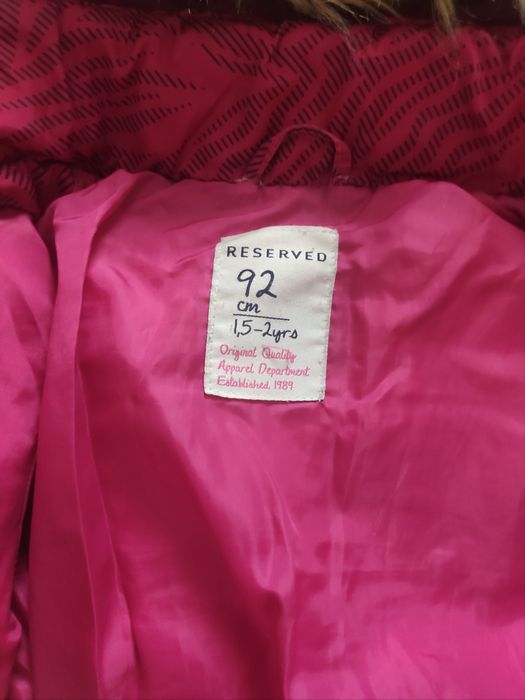 RESERVED
92
cm
1,5-2yrs
Original Quality
Apparel Department
Established 1989